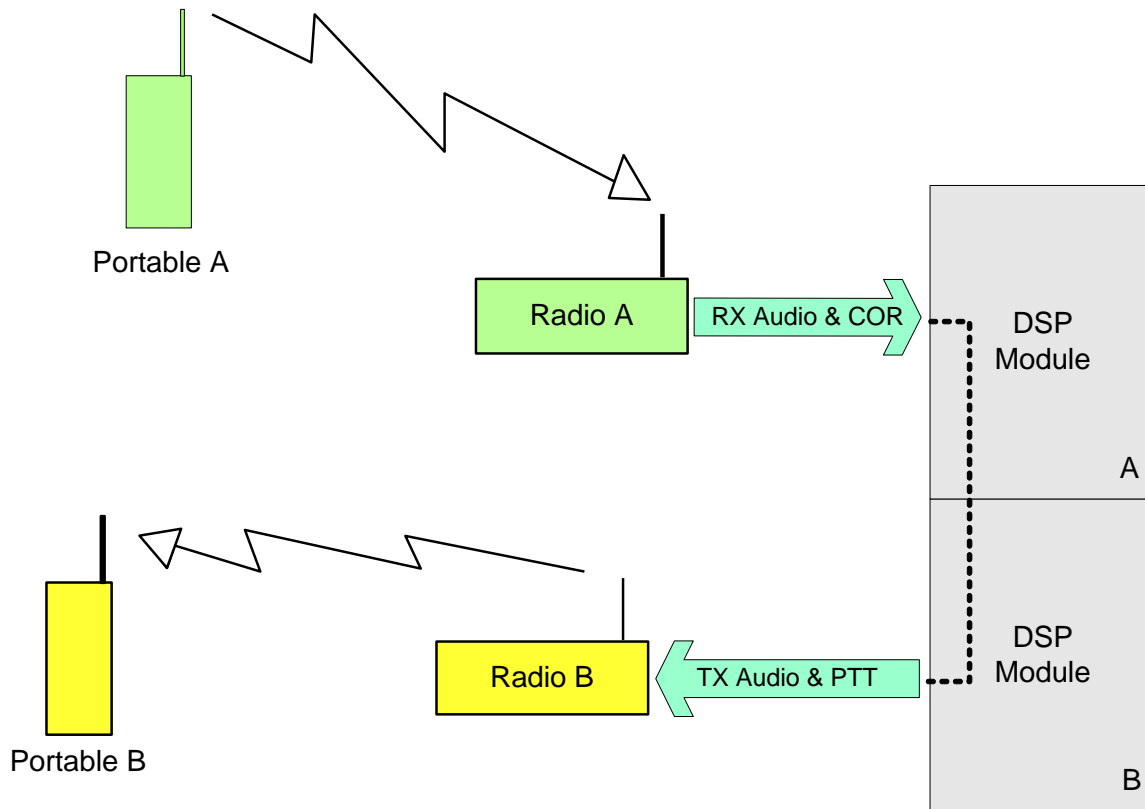 Portable A
Radio A
RX Audio & COR
DSP
Module
A
Portable B
Radio B
TX Audio & PTT
DSP
Module
B